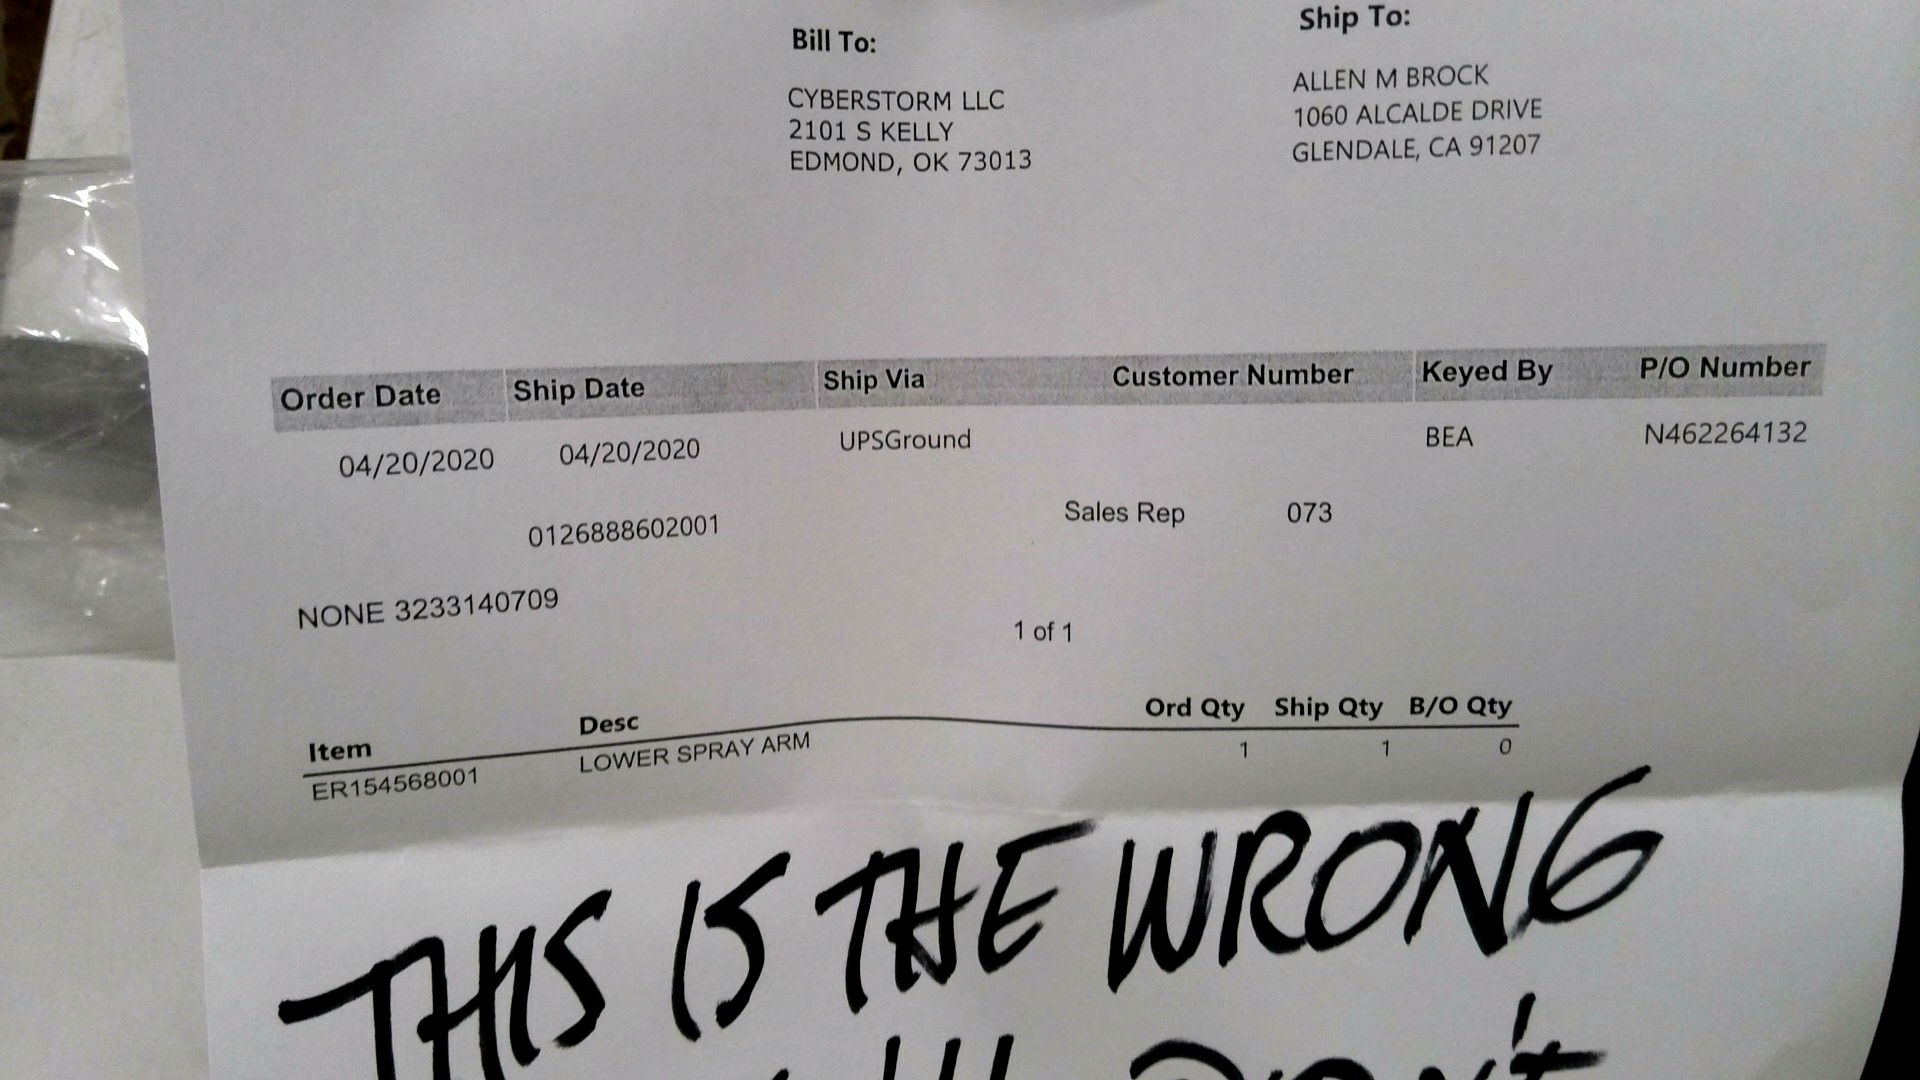 Bill To:
CYBERSTORM LLC
2101 S KELLY
EDMOND, OK 73013
Ship To:
ALLEN M BROCK
1060 ALCALDE DRIVE
GLENDALE, CA 91207
Order Date Ship Date Ship Via Customer Number Keyed By P/O Number
04/20/2020 04/20/2020 UPSGround BEA N462264132
0126888602001 Sales Rep 073
NONE 3233140709
1 of 1
Item Desc Ord Qty Ship Qty B/O Qty
ER154568001 LOWER SPRAY ARM 1 1 0
THIS IS THE WRONG